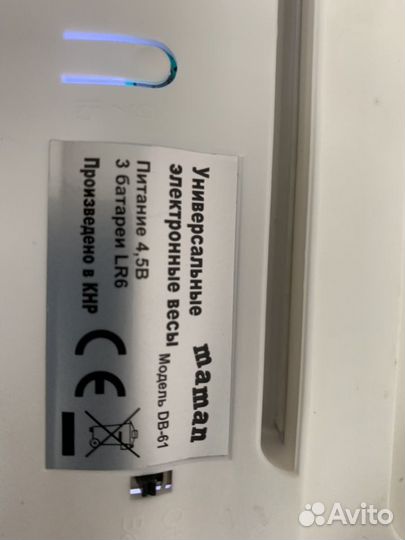 maman
Универсальные
электронные весы Модель DB-61
Питание 4,5В
3 батареи LR6
Произведено в КНР
CE
Avito